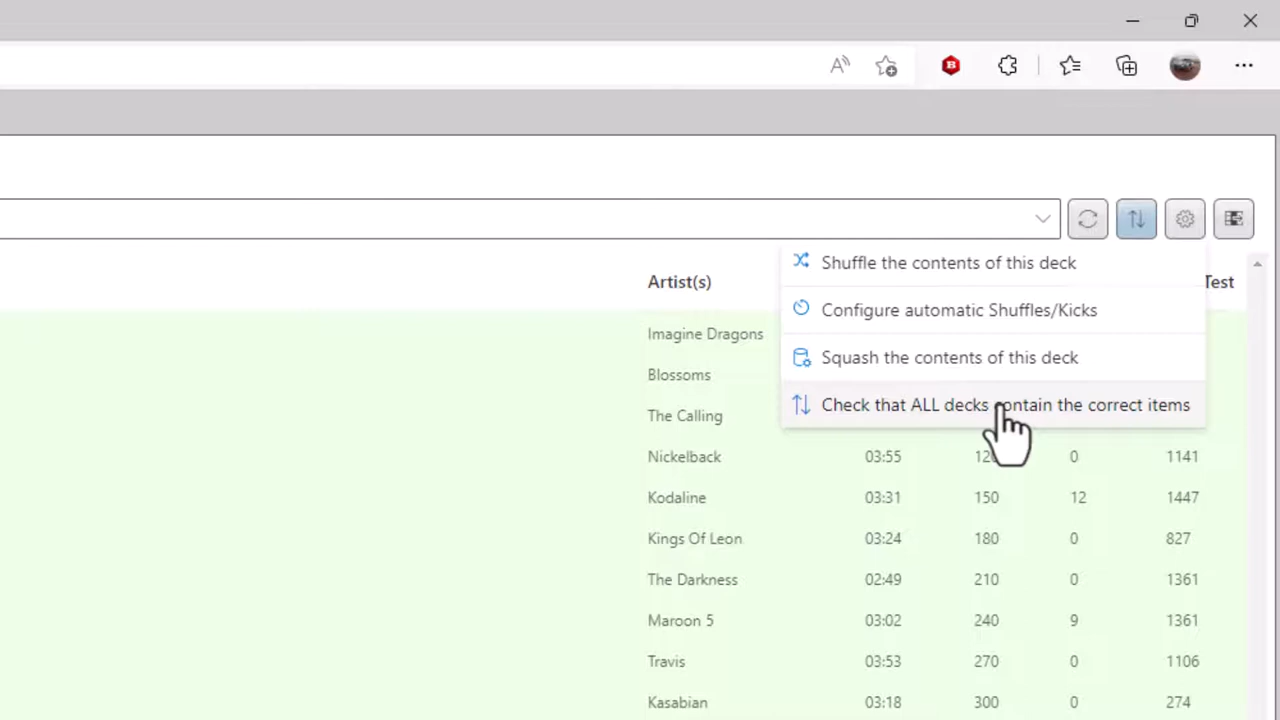 Artist(s) Test
Shuffle the contents of this deck
Configure automatic Shuffles/Kicks
Squash the contents of this deck
Check that ALL decks contain the correct items
Imagine Dragons
Blossoms
The Calling
Nickelback 03:55 120 0 1141
Kodaline 03:31 150 12 1447
Kings Of Leon 03:24 180 0 827
The Darkness 02:49 210 0 1361
Maroon 5 03:02 240 9 1361
Travis 03:53 270 0 1106
Kasabian 03:18 300 0 274